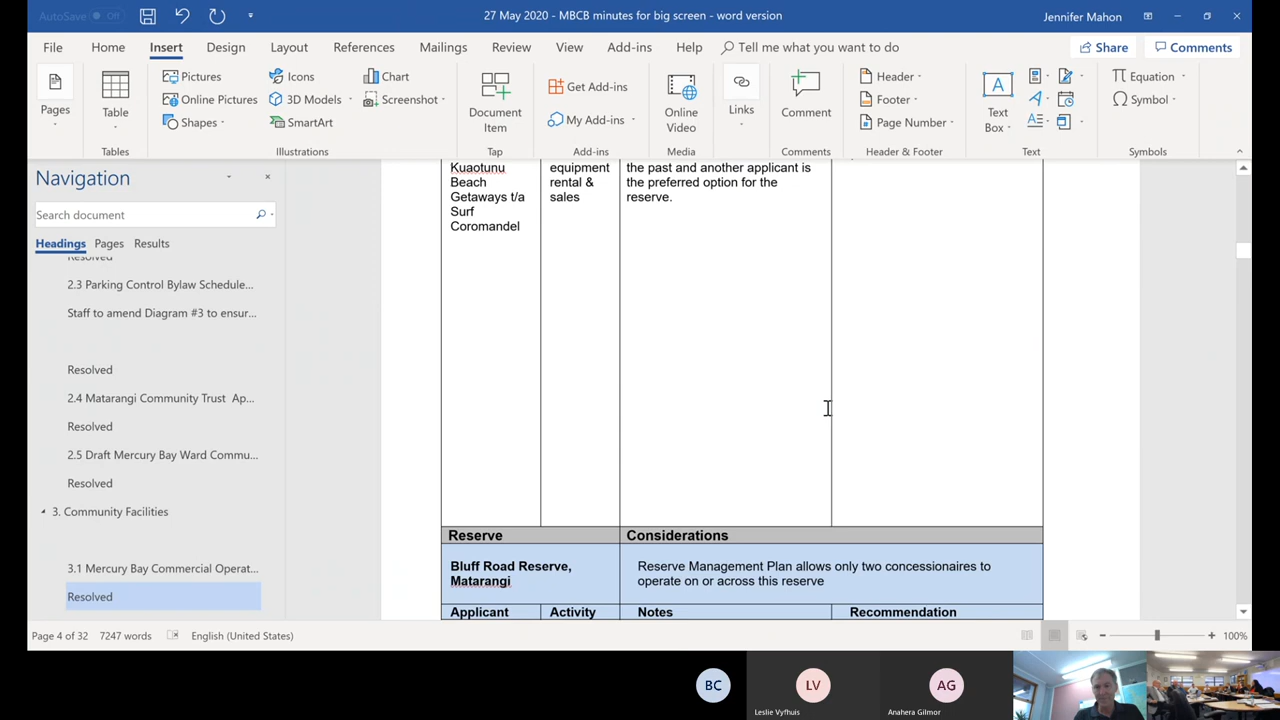 AutoSave Off
27 May 2020 - MBCB minutes for big screen - word version
Jennifer Mahon
File Home Insert Design Layout References Mailings Review View Add-ins Help Tell me what you want to do Share Comments
Pages
Table
Pictures
Online Pictures
Shapes
Icons
3D Models
SmartArt
Chart
Screenshot
Document
Item
Get Add-ins
My Add-ins
Online
Video
Links
Comment
Header
Footer
Page Number
Text
Box
Equation
Symbol
Tables Illustrations Tap Add-ins Media Comments Header & Footer Text Symbols
Navigation
Search document
Headings Pages Results
Resolved
2.3 Parking Control Bylaw Schedule...
Staff to amend Diagram #3 to ensur...
Resolved
2.4 Matarangi Community Trust Ap...
Resolved
2.5 Draft Mercury Bay Ward Commu...
Resolved
3. Community Facilities
3.1 Mercury Bay Commercial Operat...
Resolved
Kuaotunu
Beach
Getaways t/a
Surf
Coromandel
equipment
rental &
sales
the past and another applicant is
the preferred option for the
reserve.
Reserve Considerations
Bluff Road Reserve,
Matarangi
Reserve Management Plan allows only two concessionaires to
operate on or across this reserve
Applicant Activity Notes Recommendation
Page 4 of 32 7247 words English (United States) 100%
BC
LV
Leslie Vyfhuis
AG
Anahera Gilmor